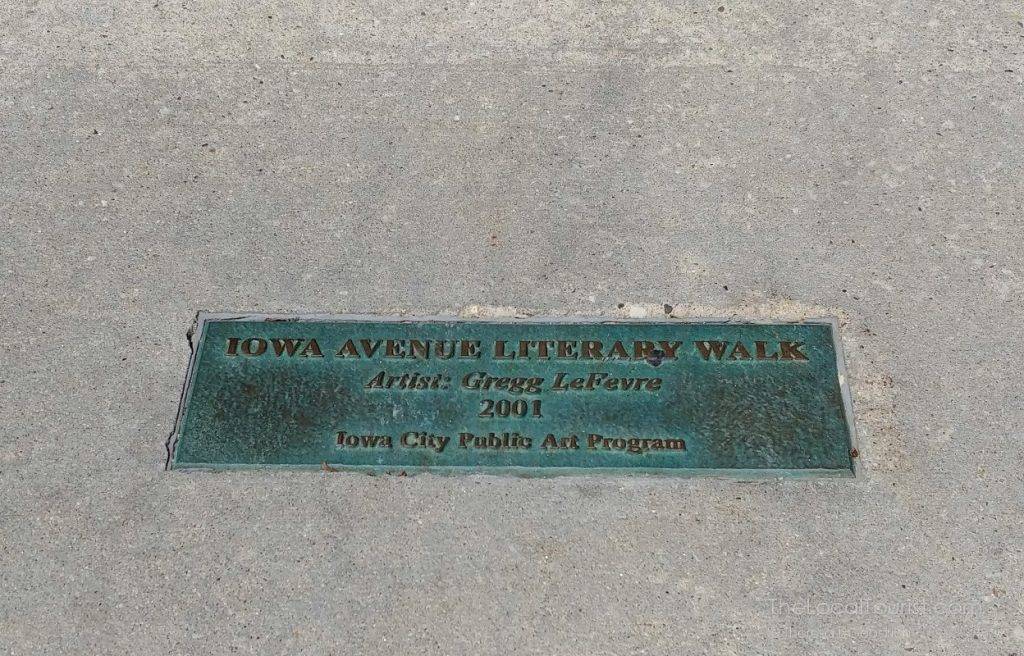 IOWA AVENUE LITERARY WALK
Artist: Gregg LeFevre
2001
Iowa City Public Art Program
TheLocalTourist.com